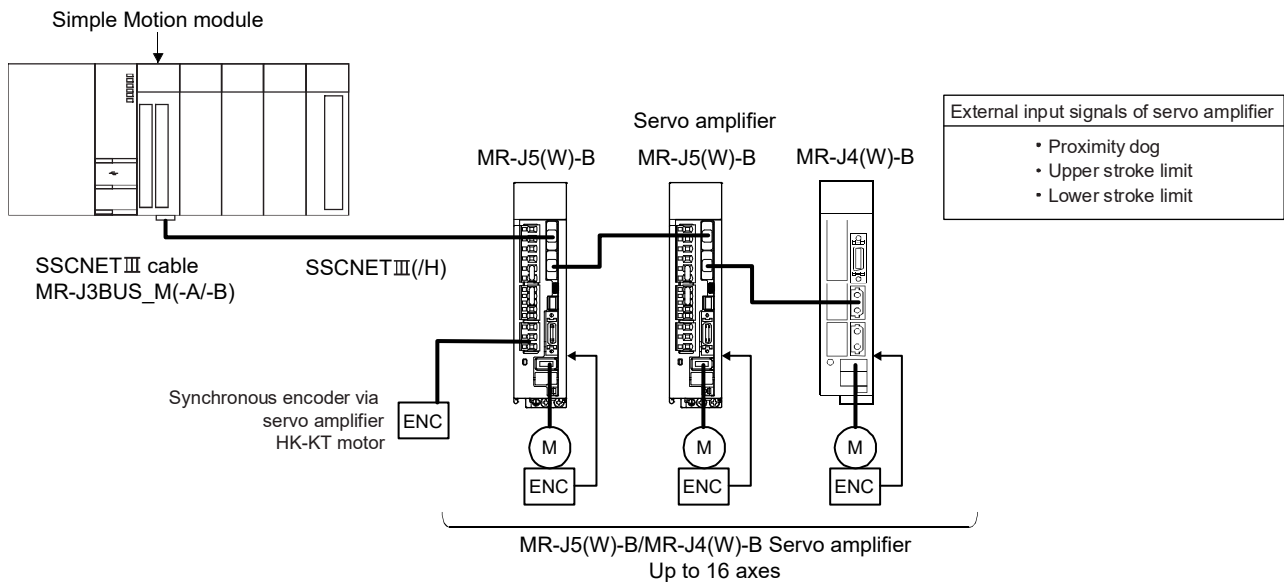 Simple Motion module
External input signals of servo amplifier
• Proximity dog
• Upper stroke limit
• Lower stroke limit
Servo amplifier
MR-J5(W)-B
MR-J5(W)-B
MR-J4(W)-B
SSCNETⅢ cable
MR-J3BUS_M(-A/-B)
SSCNETⅢ(/H)
Synchronous encoder via
servo amplifier
HK-KT motor
ENC
M
M
M
ENC
ENC
ENC
MR-J5(W)-B/MR-J4(W)-B Servo amplifier
Up to 16 axes